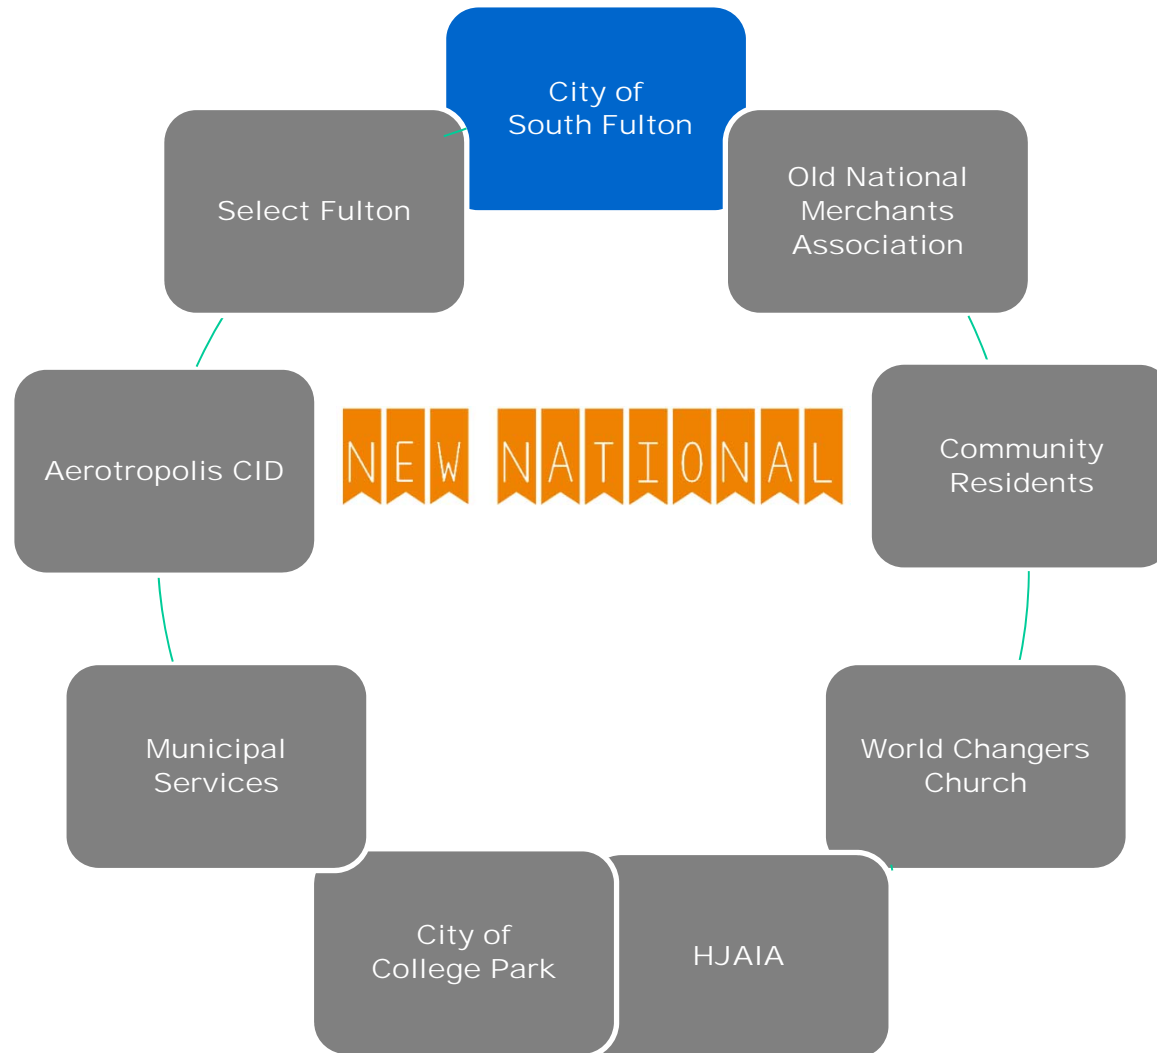 City of
South Fulton
Old National
Merchants
Association
Select Fulton
NEW NATIONAL
Community
Residents
Aerotropolis CID
World Changers
Church
Municipal
Services
City of
College Park
HJAIA